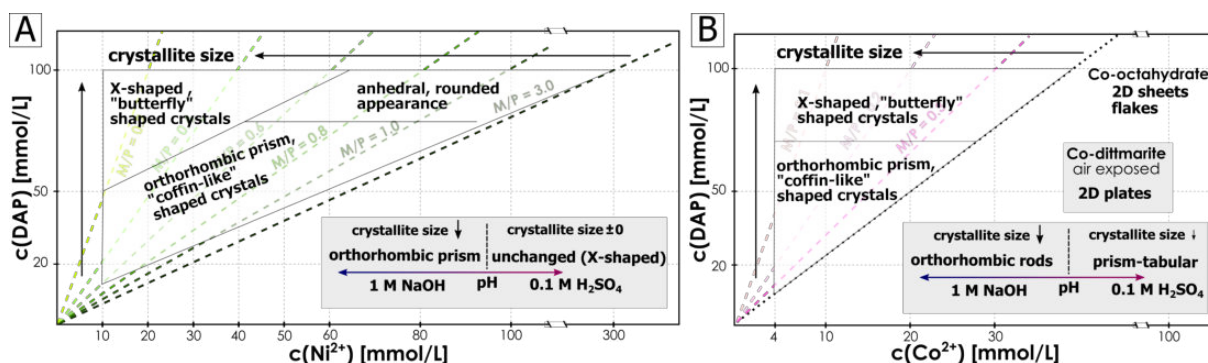 A
crystallite size
c(DAP) [mmol/L]
100
50
20
X-shaped ,
"butterfly"
shaped crystals
anhedral, rounded
appearance
orthorhombic prism,
"coffin-like"
shaped crystals
M/P = 0.8
M/P = 1.0
M/P = 3.0
crystallite size
crystallite size ±0
orthorhombic prism
unchanged (X-shaped)
1 M NaOH
pH
0.1 M H₂SO₄
10 20 30 40 50 60 80 100 300
c(Ni²⁺) [mmol/L]
B
crystallite size
c(DAP) [mmol/L]
100
50
20
X-shaped ,"butterfly"
shaped crystals
orthorhombic prism,
"coffin-like"
shaped crystals
Co-octahydrate
2D sheets
flakes
Co-dittmarite
air exposed
2D plates
crystallite size
crystallite size
orthorhombic rods
prism-tabular
1 M NaOH
pH
0.1 M H₂SO₄
4 10 20 30 100
c(Co²⁺) [mmol/L]